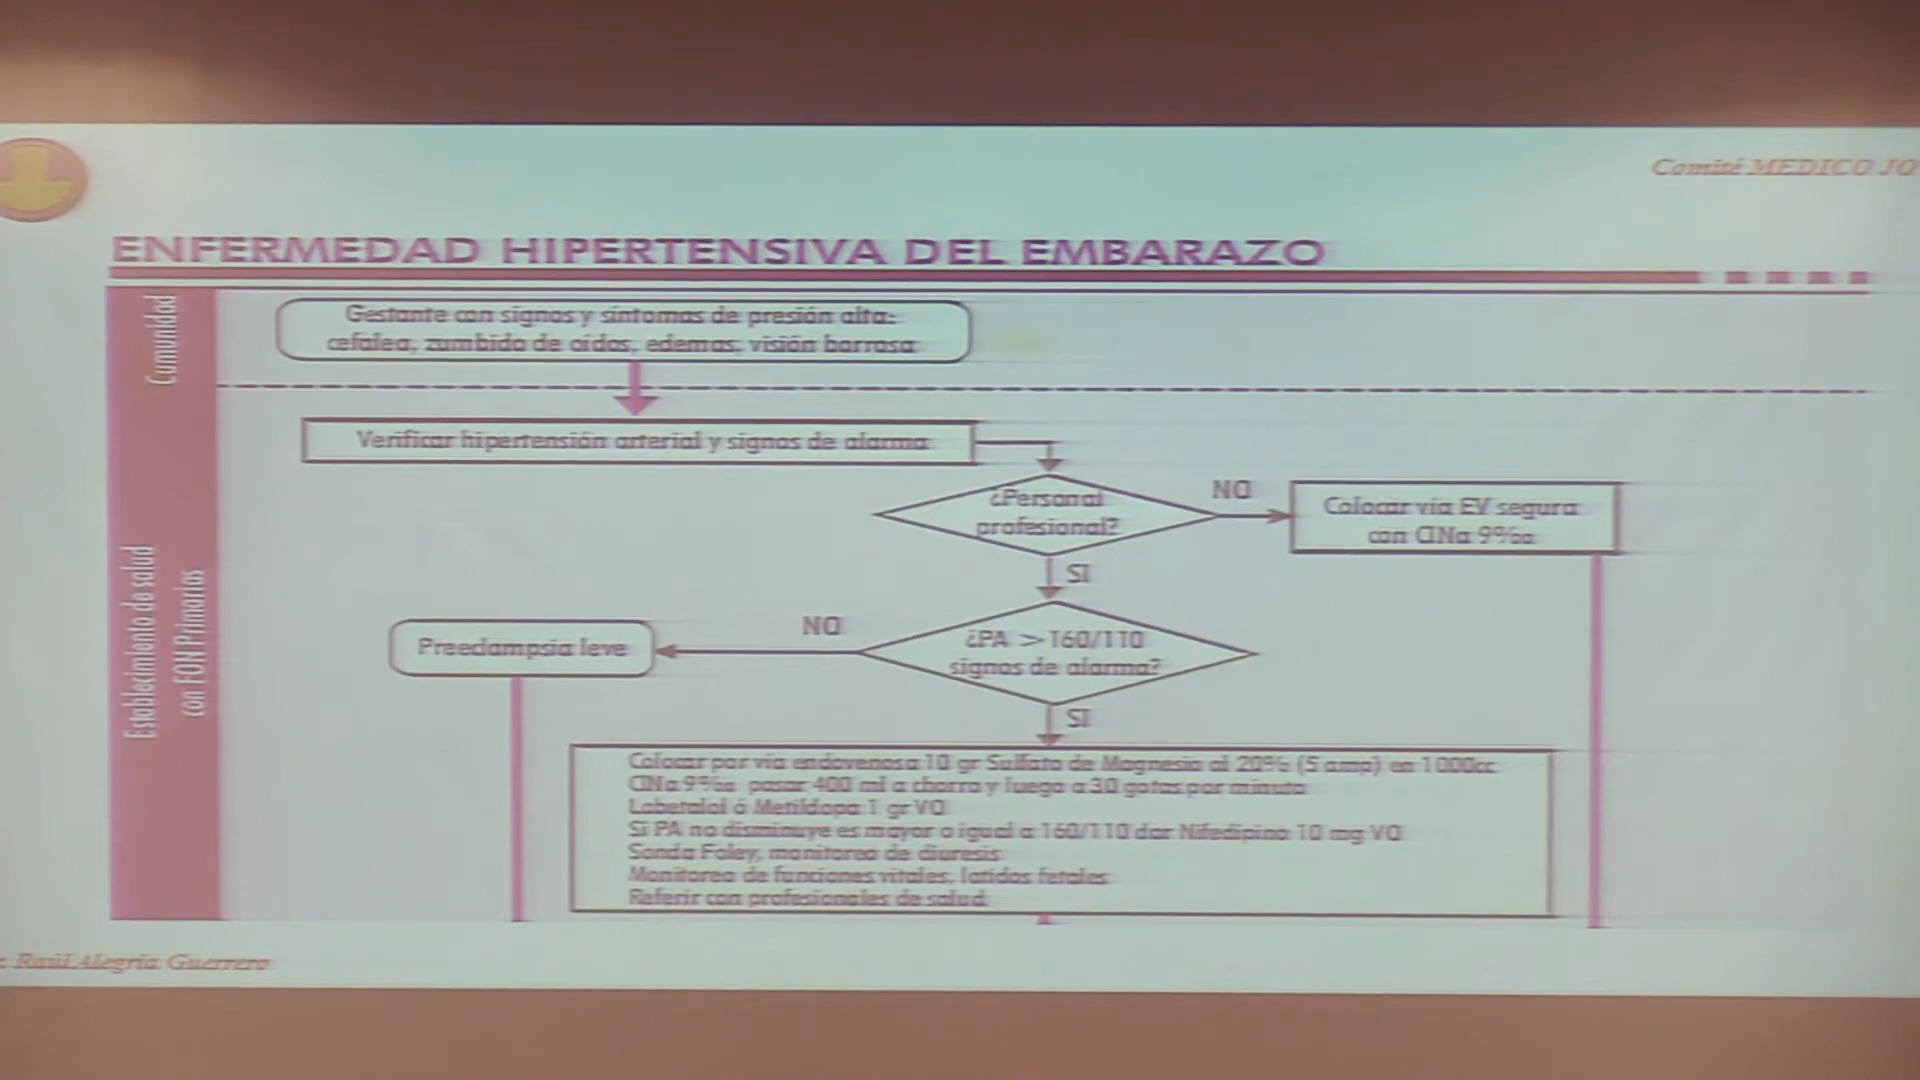 Comité MEDICO JO
ENFERMEDAD HIPERTENSIVA DEL EMBARAZO
Comunidad
Gestante con signos y síntomas de presión alta:
cefalea, zumbido de oídos, edemas, visión borrosa
Verificar hipertensión arterial y signos de alarma
¿Personal
profesional?
NO
Colocar vía EV segura
con ClNa 9‰
SI
Establecimiento de salud
con FON Primarias
¿PA > 160/110
signos de alarma?
NO
Preeclampsia leve
SI
Colocar por vía endovenosa 10 gr Sulfato de Magnesio al 20% (5 amp) en 1000cc
ClNa 9‰ pasar 400 ml a chorro y luego a 30 gotas por minuto
Labetalol ó Metildopa 1 gr VO
Si PA no disminuye es mayor o igual a 160/110 dar Nifedipino 10 mg VO
Sonda Foley, monitoreo de diuresis
Monitoreo de funciones vitales, latidos fetales
Referir con profesionales de salud.
Raúl Alegría Guerrero